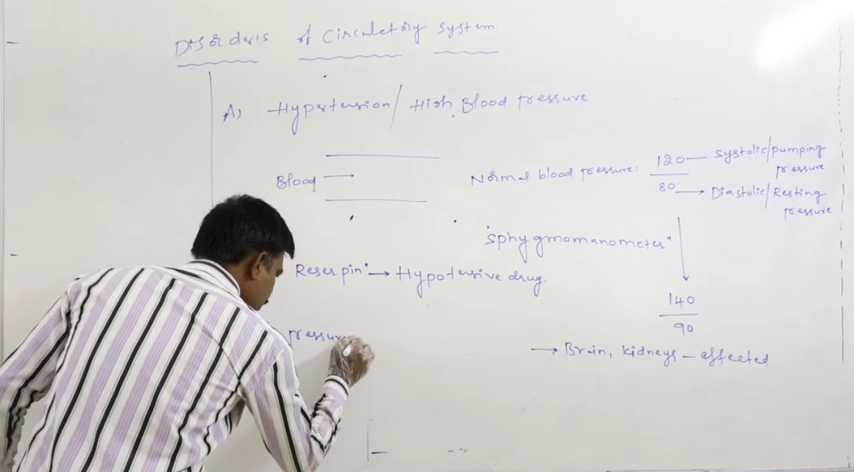 Disorders of Circulatory System
A) Hypertension / High Blood pressure
Blood →
Normal blood pressure: 120 — Systolic/pumping pressure
80 → Diastolic/Resting pressure
"Sphygmomanometer"
Reserpin" → Hypotensive drug.
140
90
pressure
→ Brain, kidneys – effected